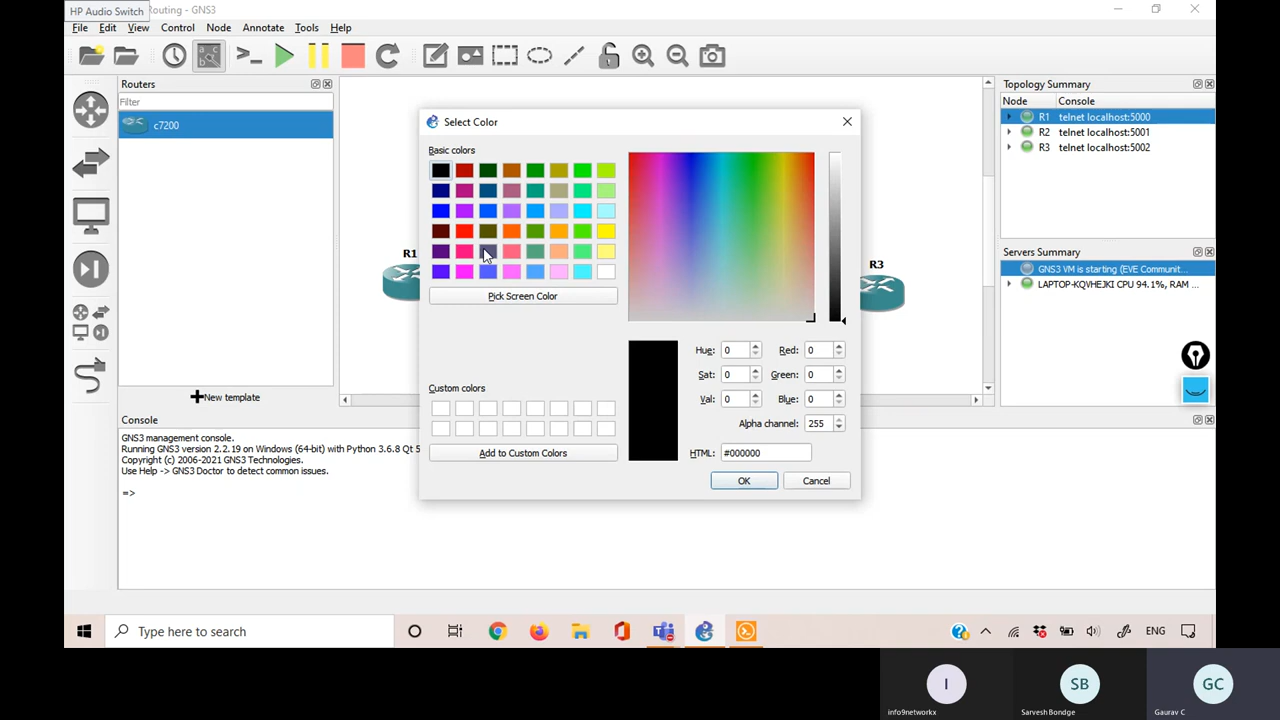 HP Audio Switch
Routing - GNS3
File Edit View Control Node Annotate Tools Help
Routers
Filter
c7200
New template
R1
R3
Select Color
Basic colors
Pick Screen Color
Custom colors
Add to Custom Colors
Hue: 0 Red: 0
Sat: 0 Green: 0
Val: 0 Blue: 0
Alpha channel: 255
HTML: #000000
OK Cancel
Topology Summary
Node Console
R1 telnet localhost:5000
R2 telnet localhost:5001
R3 telnet localhost:5002
Servers Summary
GNS3 VM is starting (EVE Communit...
LAPTOP-KQVHEJKI CPU 94.1%, RAM ...
Console
GNS3 management console.
Running GNS3 version 2.2.19 on Windows (64-bit) with Python 3.6.8 Qt 5
Copyright (c) 2006-2021 GNS3 Technologies.
Use Help -> GNS3 Doctor to detect common issues.
=>
Type here to search
ENG
I
info9networkx
SB
Sarvesh Bondge
GC
Gaurav C